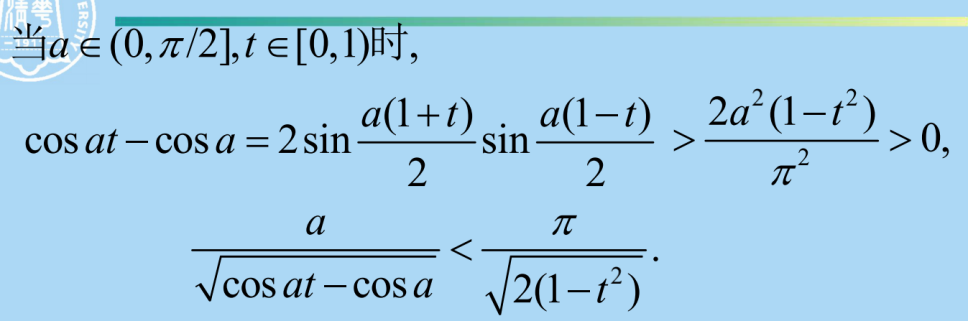 当a∈(0,π/2],t∈[0,1)时,
cos at − cos a = 2 sin a(1+t)/2 sin a(1−t)/2 > 2a²(1−t²)/π² > 0,
a/√(cos at − cos a) < π/√(2(1−t²)).